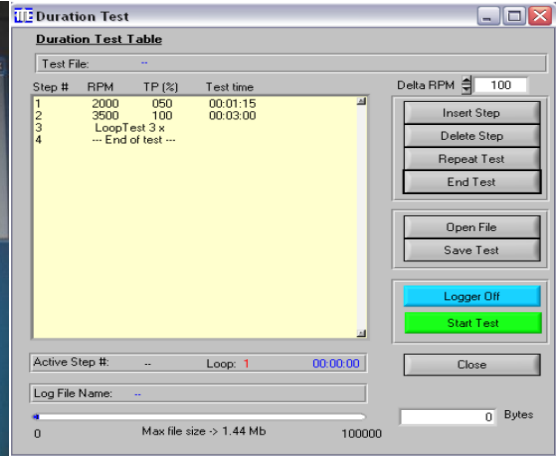 Duration Test
Duration Test Table
Test File: --
Step # RPM TP (%) Test time
Delta RPM 100
1 2000 050 00:01:15
2 3500 100 00:03:00
3 LoopTest 3 x
4 --- End of test ---
Insert Step
Delete Step
Repeat Test
End Test
Open File
Save Test
Logger Off
Start Test
Active Step #: -- Loop: 1 00:00:00
Close
Log File Name: --
0 Bytes
0 Max file size -> 1.44 Mb 100000